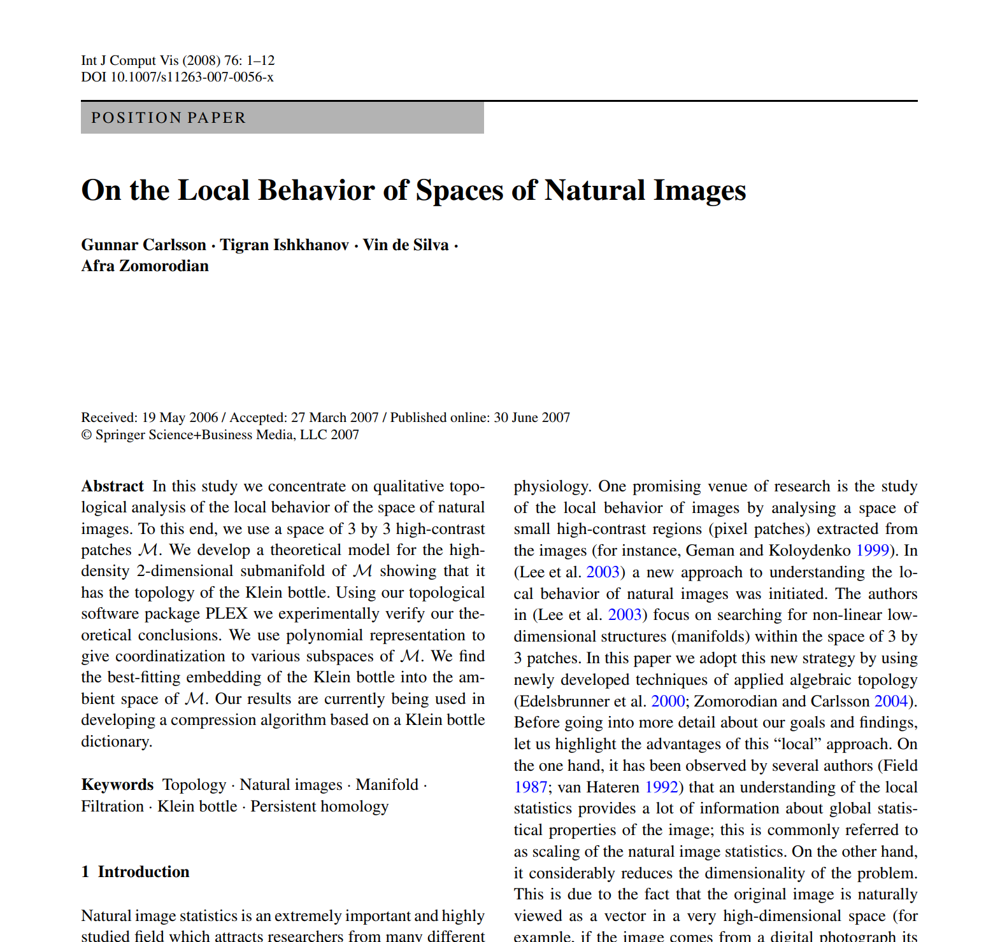 Int J Comput Vis (2008) 76: 1–12
DOI 10.1007/s11263-007-0056-x
POSITION PAPER
On the Local Behavior of Spaces of Natural Images
Gunnar Carlsson · Tigran Ishkhanov · Vin de Silva ·
Afra Zomorodian
Received: 19 May 2006 / Accepted: 27 March 2007 / Published online: 30 June 2007
© Springer Science+Business Media, LLC 2007
Abstract In this study we concentrate on qualitative topo-
logical analysis of the local behavior of the space of natural
images. To this end, we use a space of 3 by 3 high-contrast
patches ℳ. We develop a theoretical model for the high-
density 2-dimensional submanifold of ℳ showing that it
has the topology of the Klein bottle. Using our topological
software package PLEX we experimentally verify our the-
oretical conclusions. We use polynomial representation to
give coordinatization to various subspaces of ℳ. We find
the best-fitting embedding of the Klein bottle into the am-
bient space of ℳ. Our results are currently being used in
developing a compression algorithm based on a Klein bottle
dictionary.
Keywords Topology · Natural images · Manifold ·
Filtration · Klein bottle · Persistent homology
1 Introduction
Natural image statistics is an extremely important and highly
studied field which attracts researchers from many different
physiology. One promising venue of research is the study
of the local behavior of images by analysing a space of
small high-contrast regions (pixel patches) extracted from
the images (for instance, Geman and Koloydenko 1999). In
(Lee et al. 2003) a new approach to understanding the lo-
cal behavior of natural images was initiated. The authors
in (Lee et al. 2003) focus on searching for non-linear low-
dimensional structures (manifolds) within the space of 3 by
3 patches. In this paper we adopt this new strategy by using
newly developed techniques of applied algebraic topology
(Edelsbrunner et al. 2000; Zomorodian and Carlsson 2004).
Before going into more detail about our goals and findings,
let us highlight the advantages of this “local” approach. On
the one hand, it has been observed by several authors (Field
1987; van Hateren 1992) that an understanding of the local
statistics provides a lot of information about global statis-
tical properties of the image; this is commonly referred to
as scaling of the natural image statistics. On the other hand,
it considerably reduces the dimensionality of the problem.
This is due to the fact that the original image is naturally
viewed as a vector in a very high-dimensional space (for
example, if the image comes from a digital photograph its